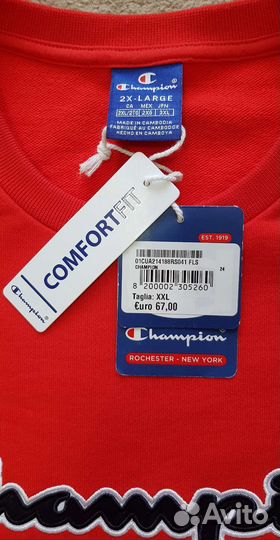 Champion
2X-LARGE
CA MEX JPN
2XL/2TG 2XG 3XL
MADE IN CAMBODIA
FABRIQUÉ AU CAMBODGE
HECHO EN CAMBOYA
COMFORTFIT
EST. 1919
01CUA214188RS041 FLS
CHAMPION 24
8 200002 305260
Taglia: XXL
€uro 67,00
Champion
ROCHESTER - NEW YORK
Champi
Avito